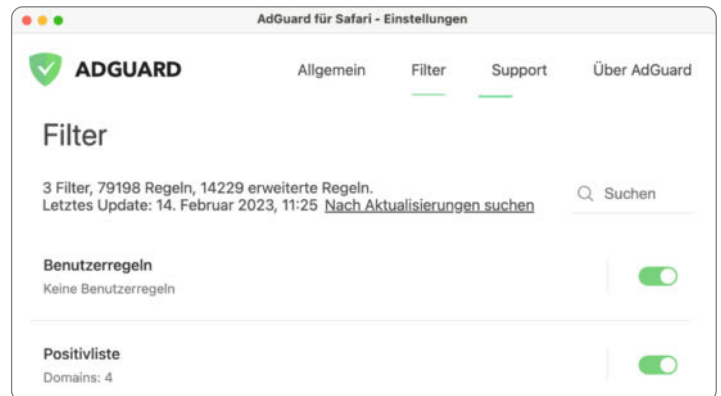 AdGuard für Safari - Einstellungen
ADGUARD
Allgemein Filter Support Über AdGuard
Filter
3 Filter, 79198 Regeln, 14229 erweiterte Regeln.
Letztes Update: 14. Februar 2023, 11:25 Nach Aktualisierungen suchen
Suchen
Benutzerregeln
Keine Benutzerregeln
Positivliste
Domains: 4